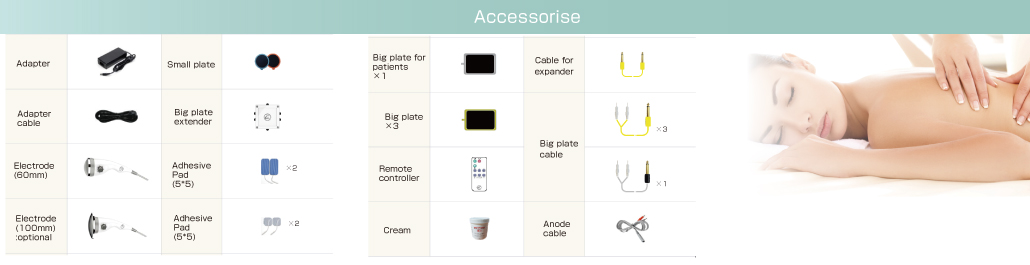 Accessorise
Adapter
Small plate
Adapter
cable
Big plate
extender
Electrode
(60mm)
Adhesive
Pad
(5*5)
×2
Electrode
(100mm)
:optional
Adhesive
Pad
(5*5)
×2
Big plate for
patients
×1
Cable for
expander
Big plate
×3
Big plate
cable
×3
Remote
controller
×1
Cream
Anode
cable